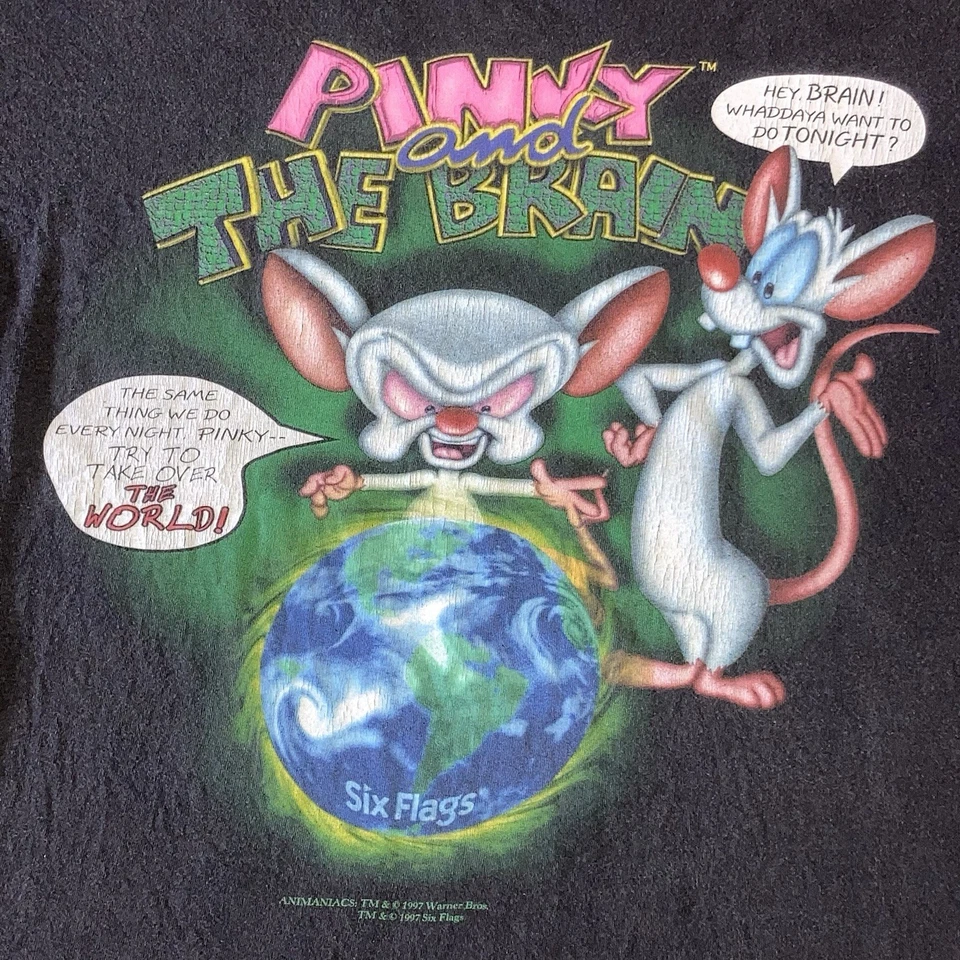 PINKY™
and
THE BRAIN
HEY, BRAIN!
WHADDAYA WANT TO
DO TONIGHT?
THE SAME
THING WE DO
EVERY NIGHT, PINKY--
TRY TO
TAKE OVER
THE
WORLD!
Six Flags
ANIMANIACS: TM & © 1997 Warner Bros.
TM & © 1997 Six Flags